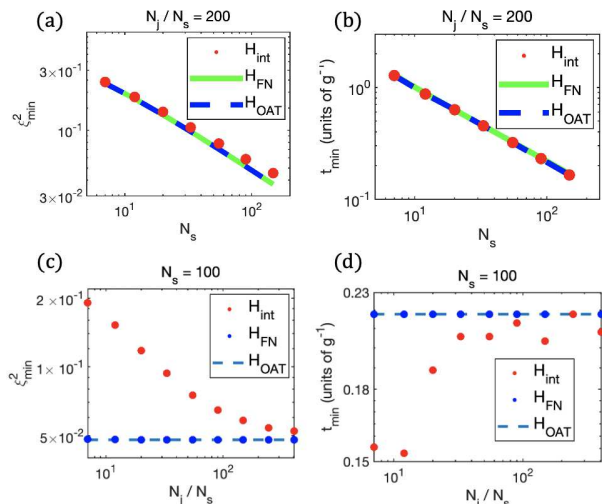 (a)
N_j / N_s = 200
3×10^-1
10^-1
3×10^-2
ξ^2_min
10^1
10^2
N_s
H_int
H_FN
H_OAT
(b)
N_j / N_s = 200
10^0
10^-1
t_min (units of g^-1)
10^1
10^2
N_s
H_int
H_FN
H_OAT
(c)
N_s = 100
2×10^-1
10^-1
5×10^-2
ξ^2_min
10^1
10^2
N_j / N_s
H_int
H_FN
H_OAT
(d)
N_s = 100
0.23
0.18
0.15
t_min (units of g^-1)
10^1
10^2
N_j / N_s
H_int
H_FN
H_OAT